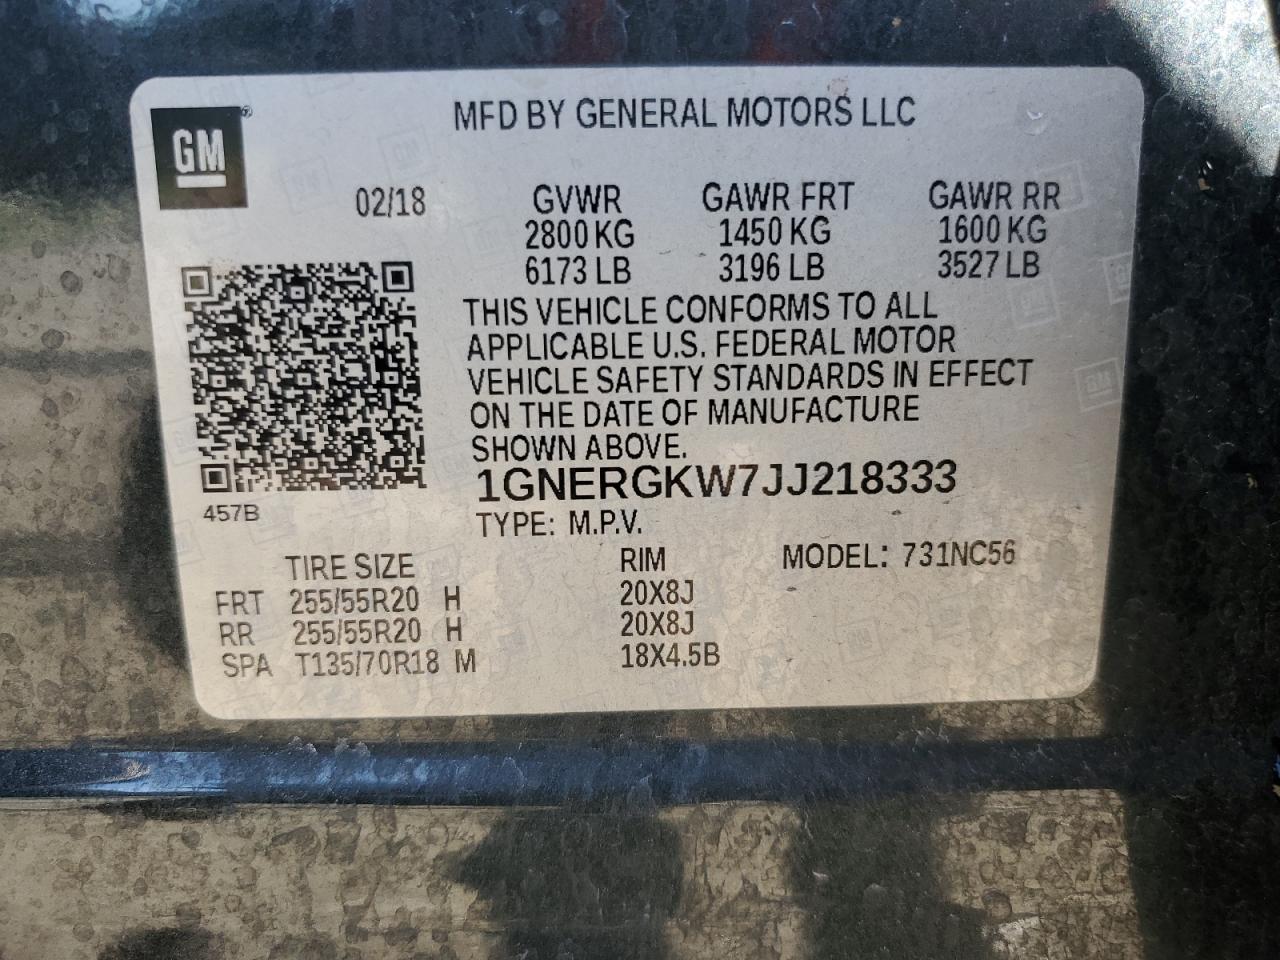 GM
MFD BY GENERAL MOTORS LLC
02/18
GVWR GAWR FRT GAWR RR
2800 KG 1450 KG 1600 KG
6173 LB 3196 LB 3527 LB
THIS VEHICLE CONFORMS TO ALL
APPLICABLE U.S. FEDERAL MOTOR
VEHICLE SAFETY STANDARDS IN EFFECT
ON THE DATE OF MANUFACTURE
SHOWN ABOVE.
1GNERGKW7JJ218333
457B
TYPE: M.P.V.
TIRE SIZE RIM MODEL: 731NC56
FRT 255/55R20 H 20X8J
RR 255/55R20 H 20X8J
SPA T135/70R18 M 18X4.5B